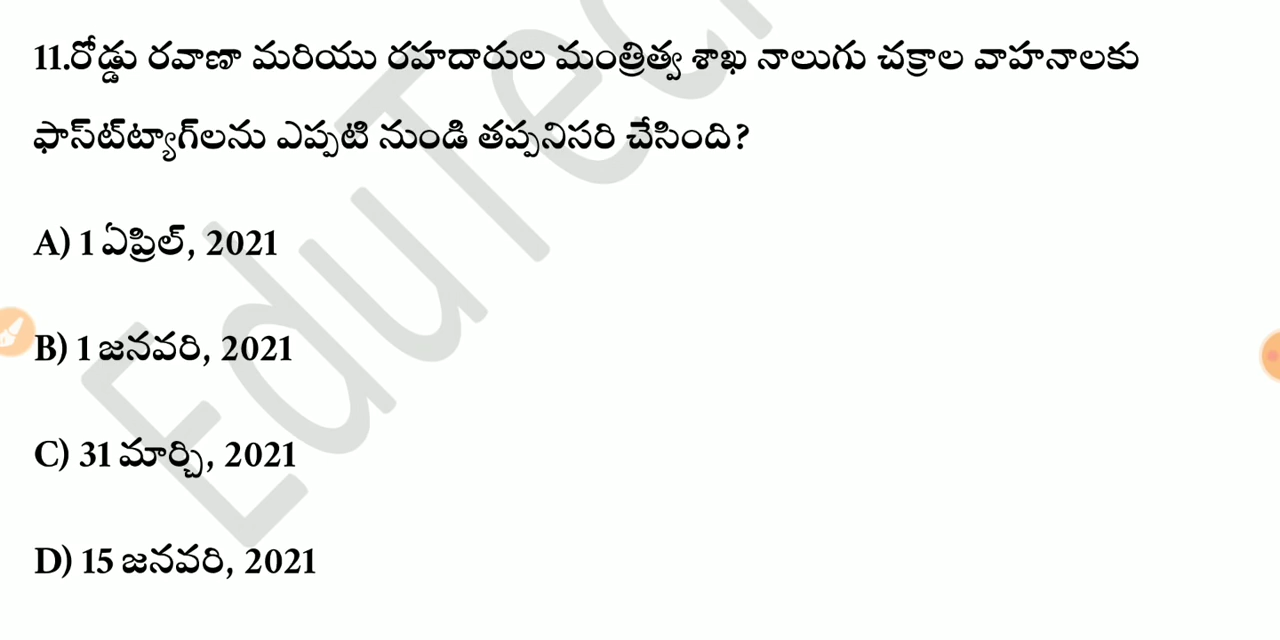 11.రోడ్డు రవాణా మరియు రహదారుల మంత్రిత్వ శాఖ నాలుగు చక్రాల వాహనాలకు
ఫాస్ట్‌ట్యాగ్‌లను ఎప్పటి నుండి తప్పనిసరి చేసింది?
A) 1 ఏప్రిల్, 2021
B) 1 జనవరి, 2021
C) 31 మార్చి, 2021
D) 15 జనవరి, 2021